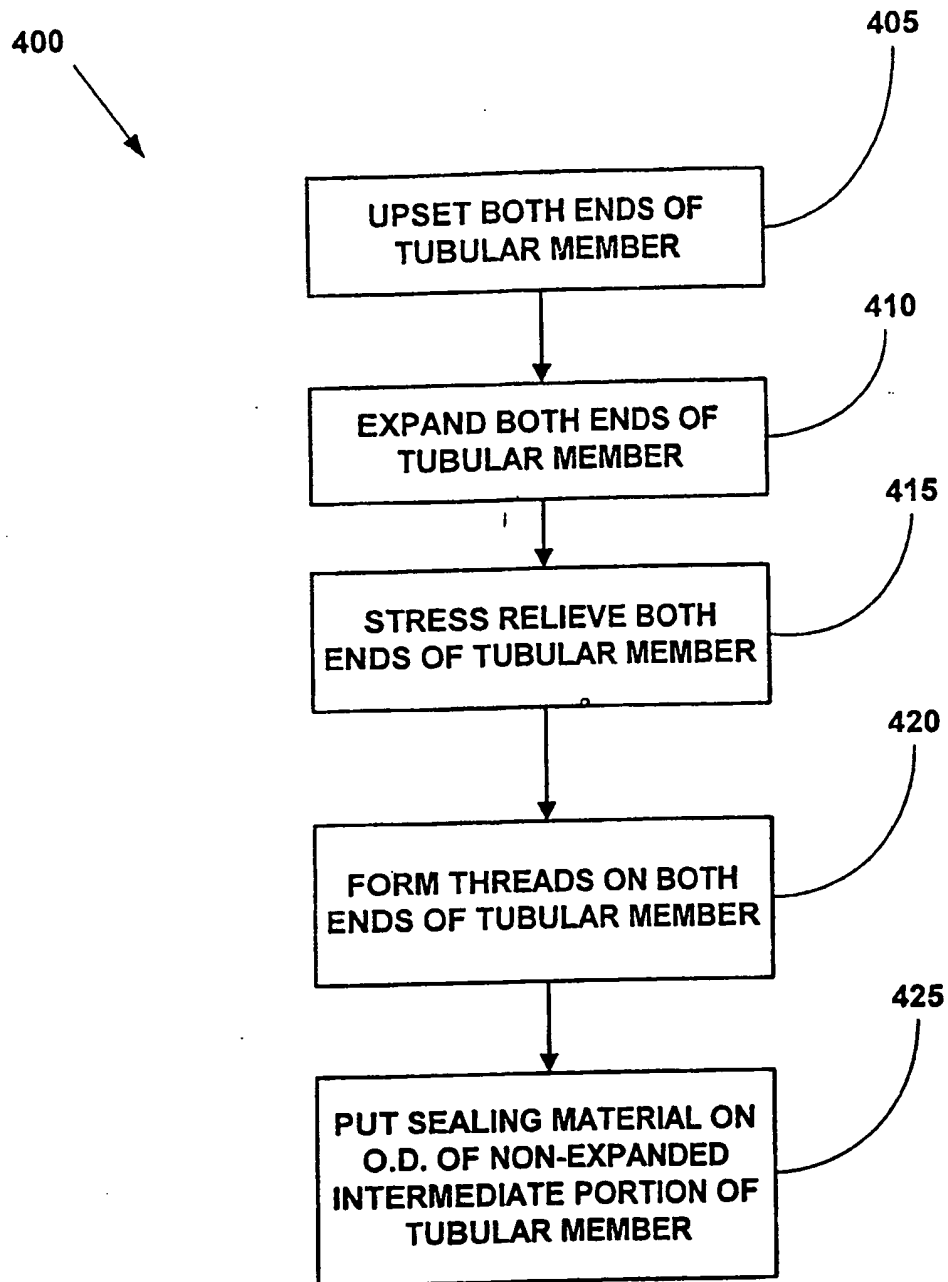 400
405
UPSET BOTH ENDS OF
TUBULAR MEMBER
410
EXPAND BOTH ENDS OF
TUBULAR MEMBER
415
STRESS RELIEVE BOTH
ENDS OF TUBULAR MEMBER
420
FORM THREADS ON BOTH
ENDS OF TUBULAR MEMBER
425
PUT SEALING MATERIAL ON
O.D. OF NON-EXPANDED
INTERMEDIATE PORTION OF
TUBULAR MEMBER